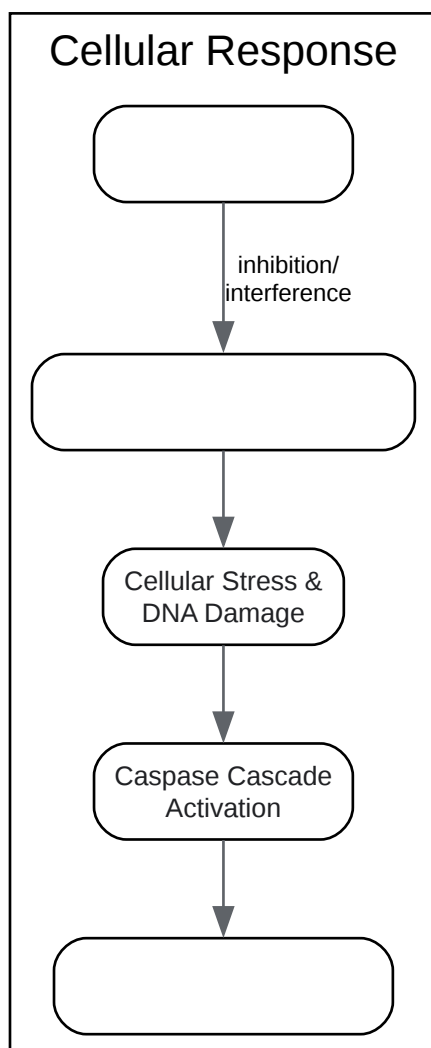 Cellular Response
inhibition/
interference
Cellular Stress &
DNA Damage
Caspase Cascade
Activation